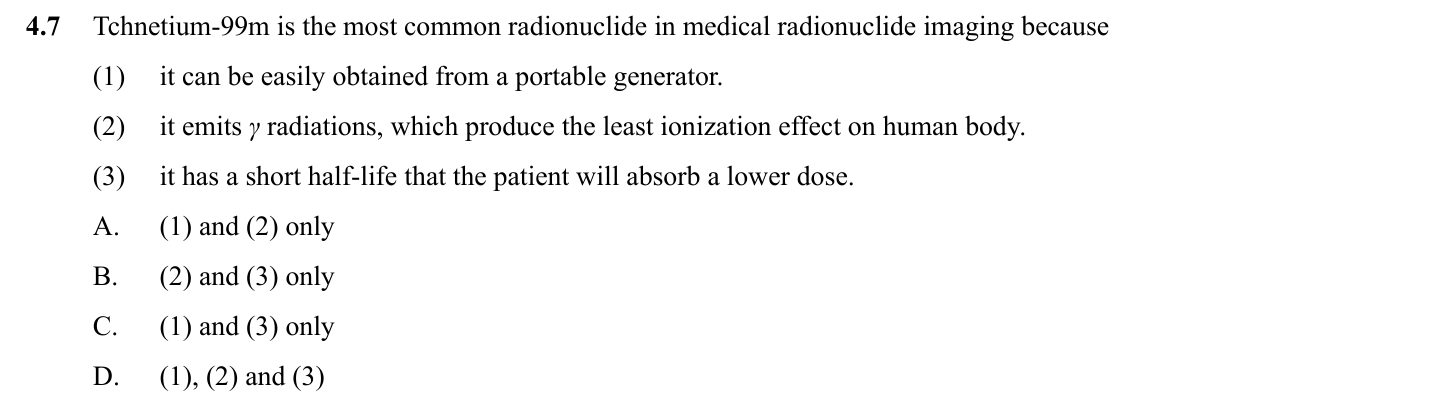 4.7 Tchnetium-99m is the most common radionuclide in medical radionuclide imaging because
(1) it can be easily obtained from a portable generator.
(2) it emits γ radiations, which produce the least ionization effect on human body.
(3) it has a short half-life that the patient will absorb a lower dose.
A. (1) and (2) only
B. (2) and (3) only
C. (1) and (3) only
D. (1), (2) and (3)